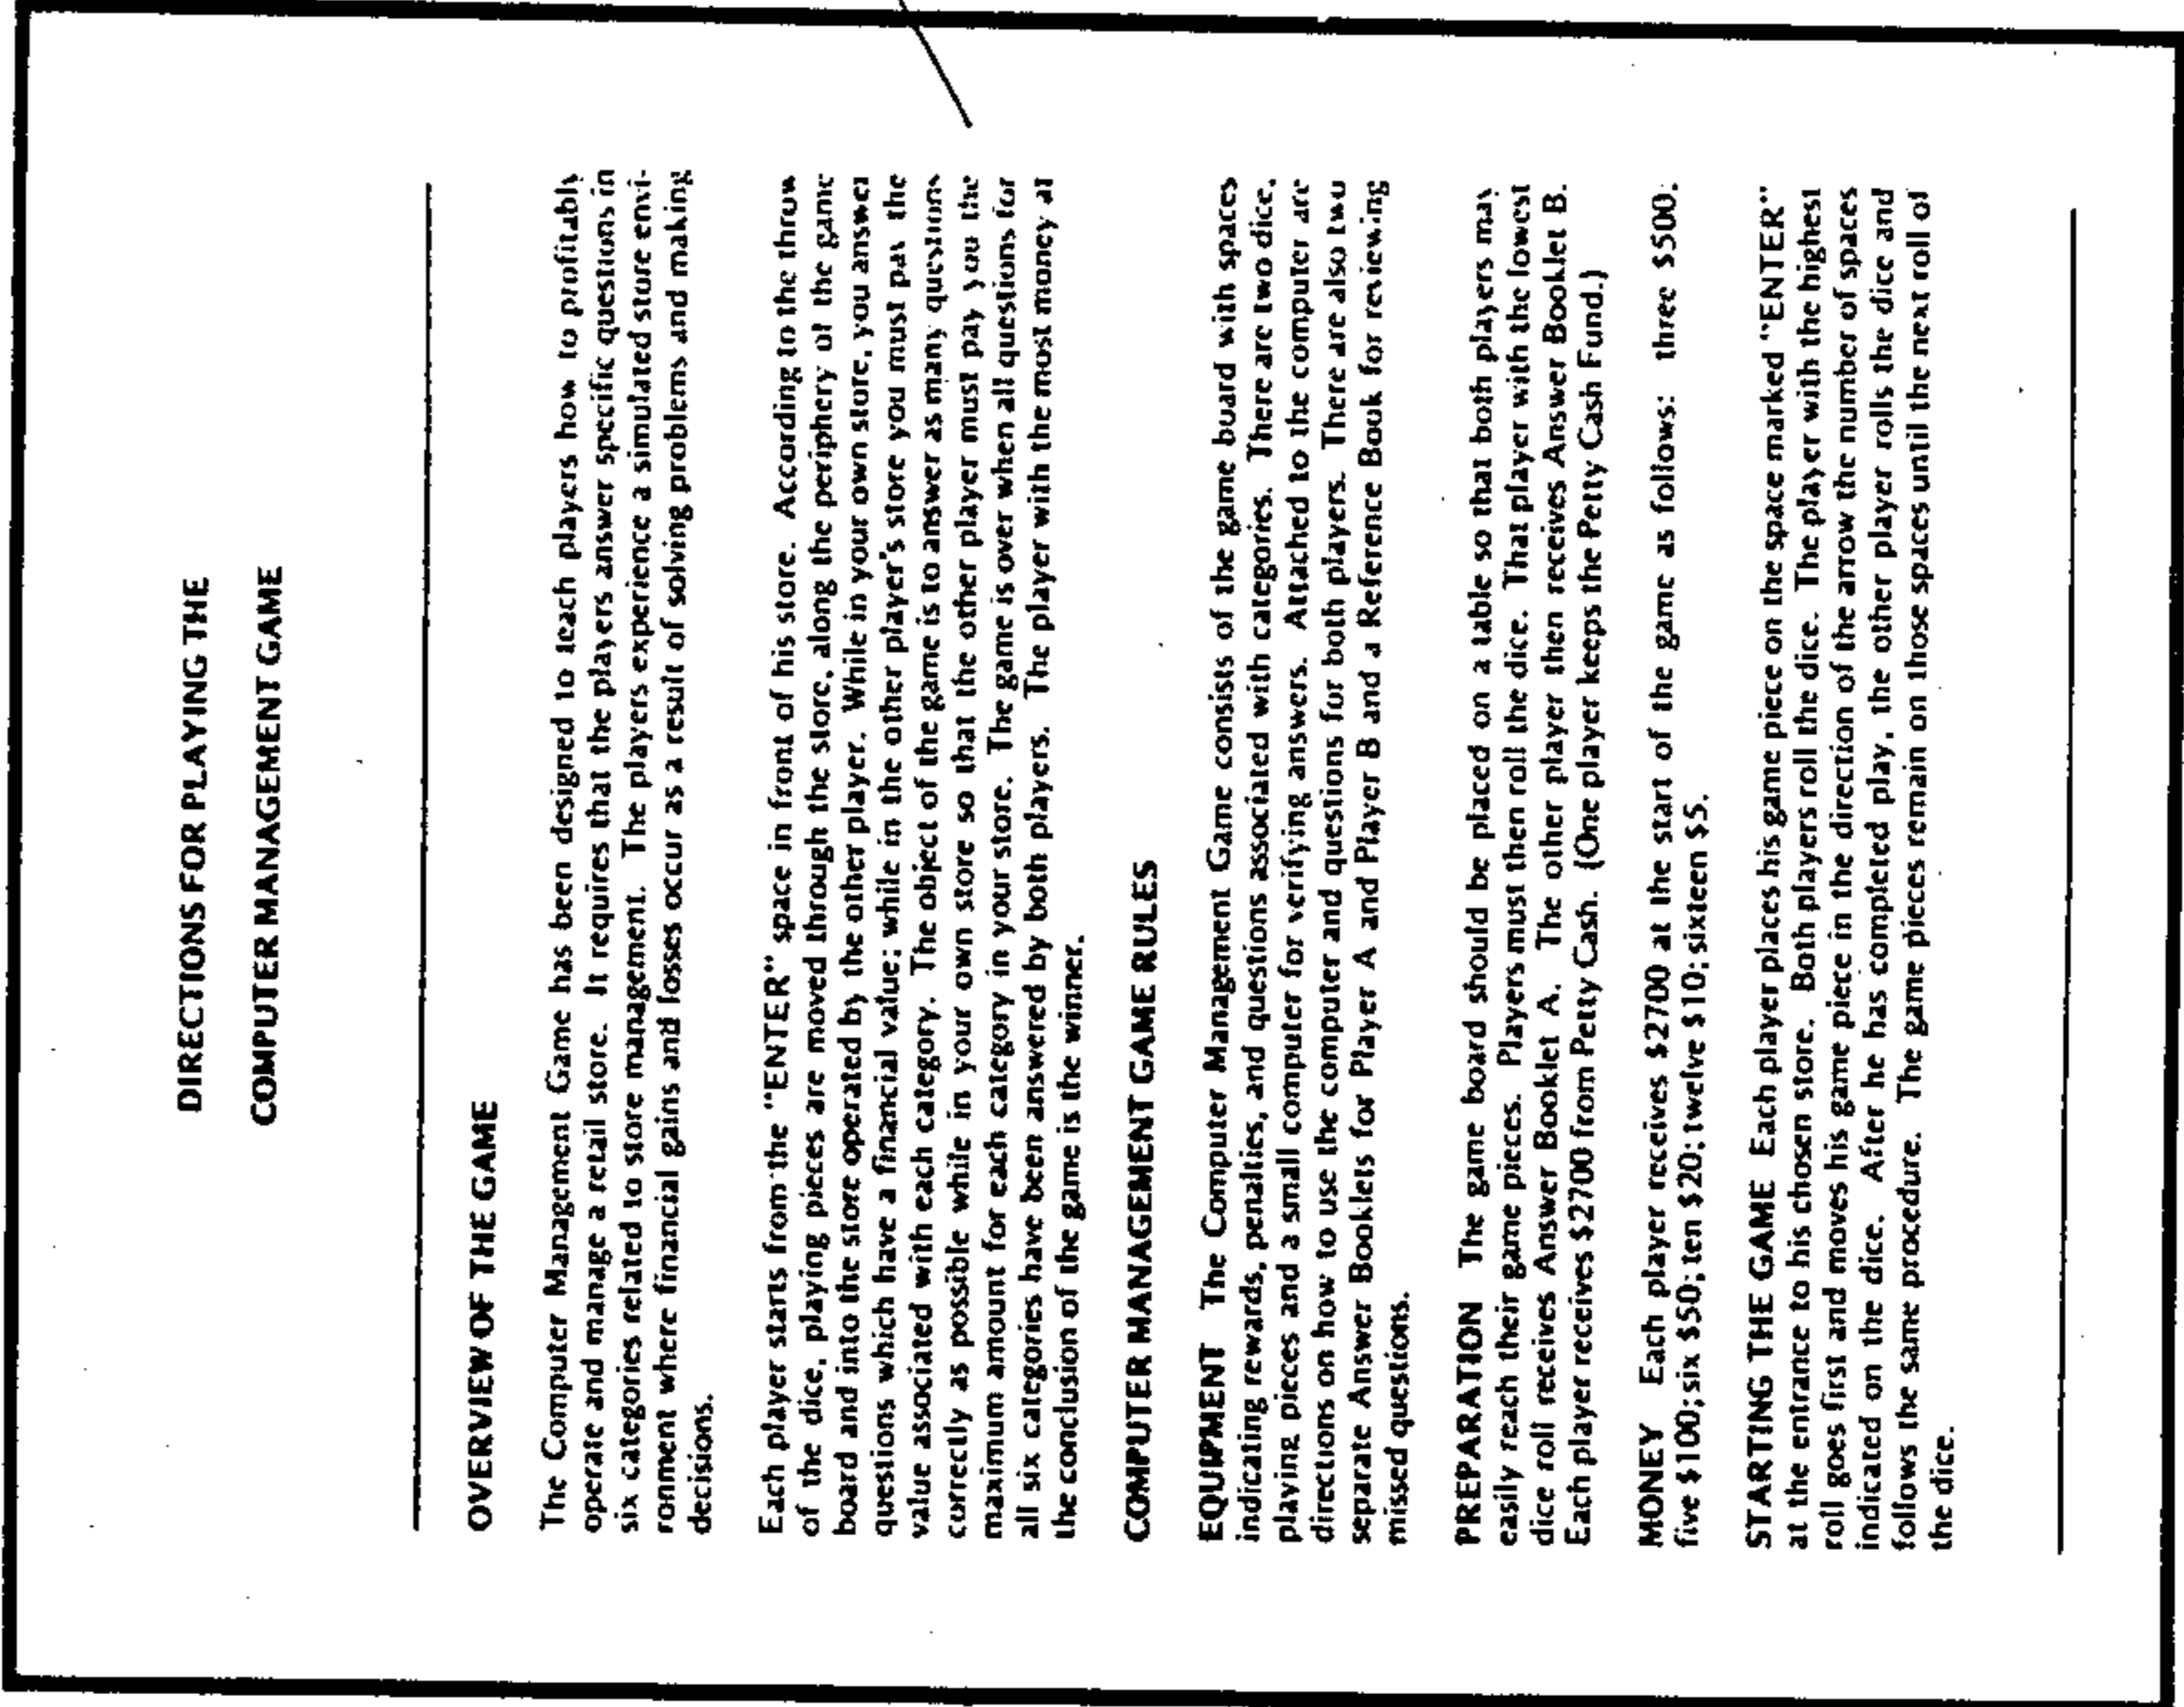 DIRECTIONS FOR PLAYING THE
COMPUTER MANAGEMENT GAME
OVERVIEW OF THE GAME
The Computer Management Game has been designed to teach players how to profitably
operate and manage a retail store. It requires that the players answer specific questions in
six categories related to store management. The players experience a simulated store envi-
ronment where financial gains and losses occur as a result of solving problems and making
decisions.
Each player starts from the "ENTER" space in front of his store. According to the throw
of the dice, playing pieces are moved through the store, along the periphery of the game
board and into the store operated by the other player. While in your own store, you answer
questions which have a financial value; while in the other player's store you must pay the
value associated with each category. The object of the game is to answer as many questions
correctly as possible while in your own store so that the other player must pay you the
maximum amount for each category in your store. The game is over when all questions for
all six categories have been answered by both players. The player with the most money at
the conclusion of the game is the winner.
COMPUTER MANAGEMENT GAME RULES
EQUIPMENT The Computer Management Game consists of the game board with spaces
indicating rewards, penalties, and questions associated with categories. There are two dice,
playing pieces and a small computer for verifying answers. Attached to the computer are
directions on how to use the computer and questions for both players. There are also two
separate Answer Booklets for Player A and Player B and a Reference Book for reviewing
missed questions.
PREPARATION The game board should be placed on a table so that both players may
easily reach their game pieces. Players must then roll the dice. That player with the lowest
dice roll receives Answer Booklet A. The other player then receives Answer Booklet B.
Each player receives $2700 from Petty Cash. (One player keeps the Petty Cash Fund.)
MONEY Each player receives $2700 at the start of the game as follows: three $500;
five $100; six $50; ten $20; twelve $10; sixteen $5.
STARTING THE GAME Each player places his game piece on the space marked "ENTER"
at the entrance to his chosen store. Both players roll the dice. The player with the highest
roll goes first and moves his game piece in the direction of the arrow the number of spaces
indicated on the dice. After he has completed play, the other player rolls the dice and
follows the same procedure. The game pieces remain on those spaces until the next roll of
the dice.